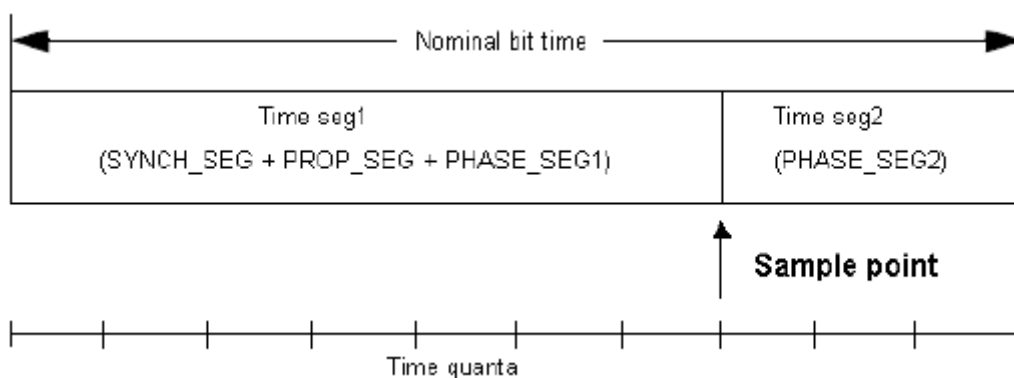 Nominal bit time
Time seg1
(SYNCH_SEG + PROP_SEG + PHASE_SEG1)
Time seg2
(PHASE_SEG2)
Sample point
Time quanta